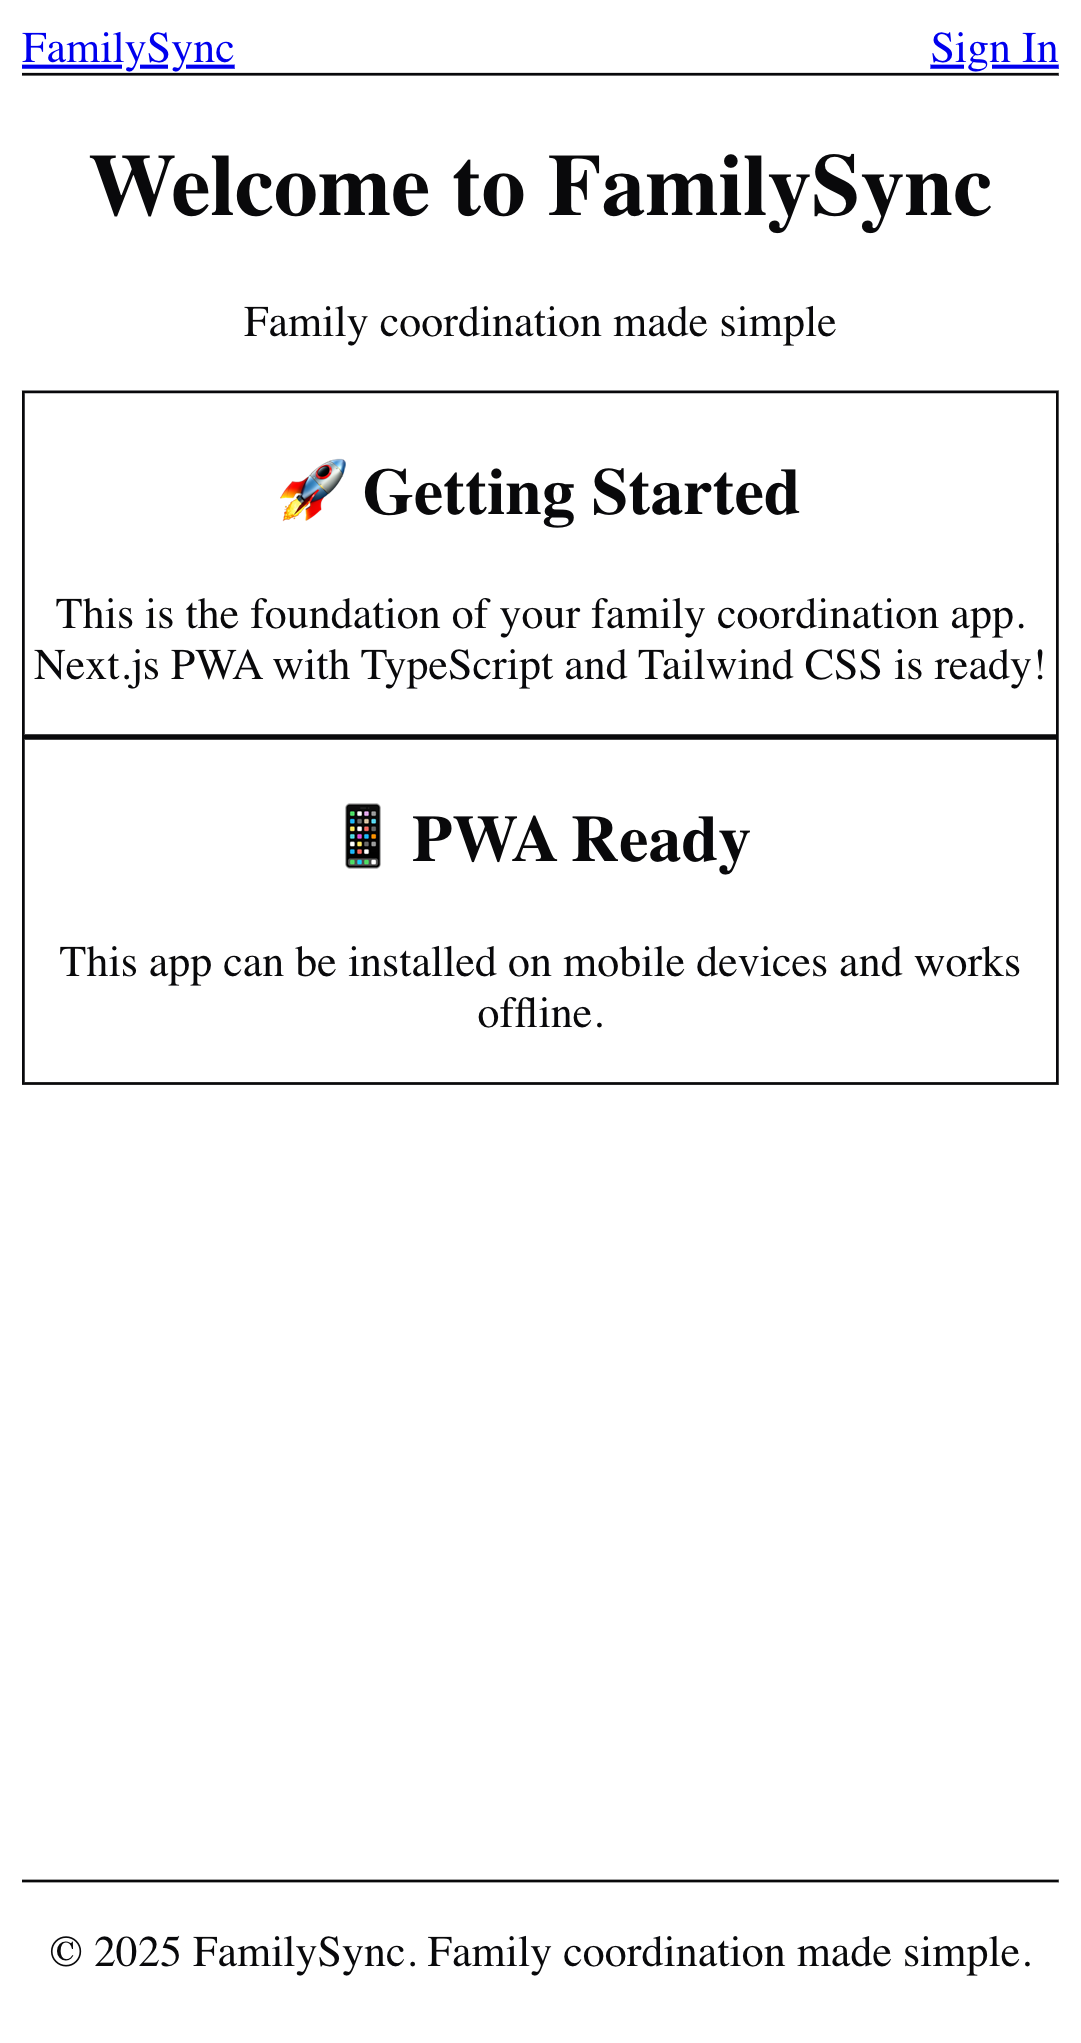 FamilySync
Sign In
Welcome to FamilySync
Family coordination made simple
🚀 Getting Started
This is the foundation of your family coordination app.
Next.js PWA with TypeScript and Tailwind CSS is ready!
📱 PWA Ready
This app can be installed on mobile devices and works
offline.
© 2025 FamilySync. Family coordination made simple.